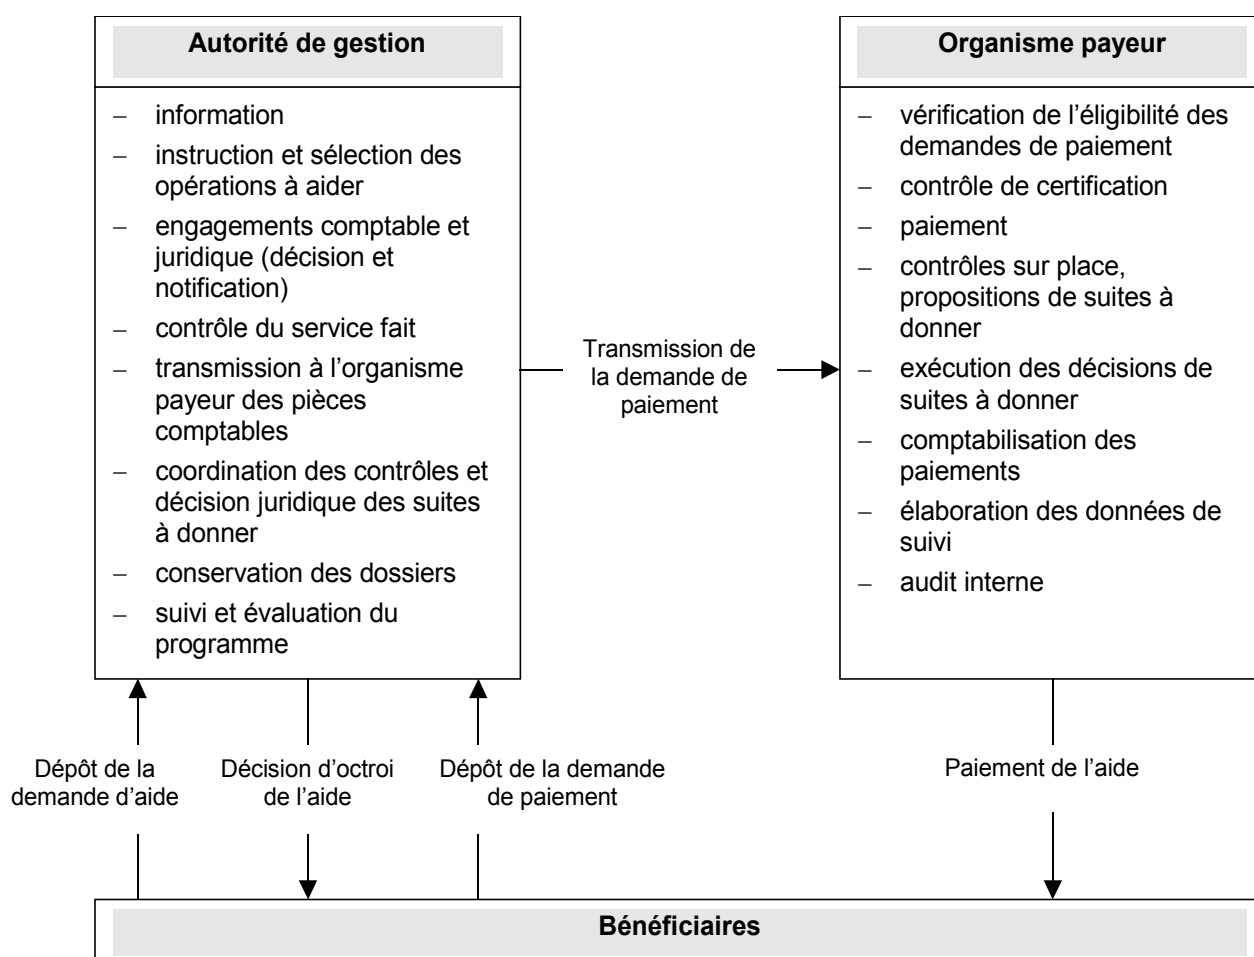 Autorité de gestion
– information
– instruction et sélection des
opérations à aider
– engagements comptable et
juridique (décision et
notification)
– contrôle du service fait
– transmission à l’organisme
payeur des pièces
comptables
– coordination des contrôles et
décision juridique des suites
à donner
– conservation des dossiers
– suivi et évaluation du
programme
Transmission de
la demande de
paiement
Organisme payeur
– vérification de l’éligibilité des
demandes de paiement
– contrôle de certification
– paiement
– contrôles sur place,
propositions de suites à
donner
– exécution des décisions de
suites à donner
– comptabilisation des
paiements
– élaboration des données de
suivi
– audit interne
Dépôt de la
demande d’aide
Décision d’octroi
de l’aide
Dépôt de la demande
de paiement
Paiement de l’aide
Bénéficiaires